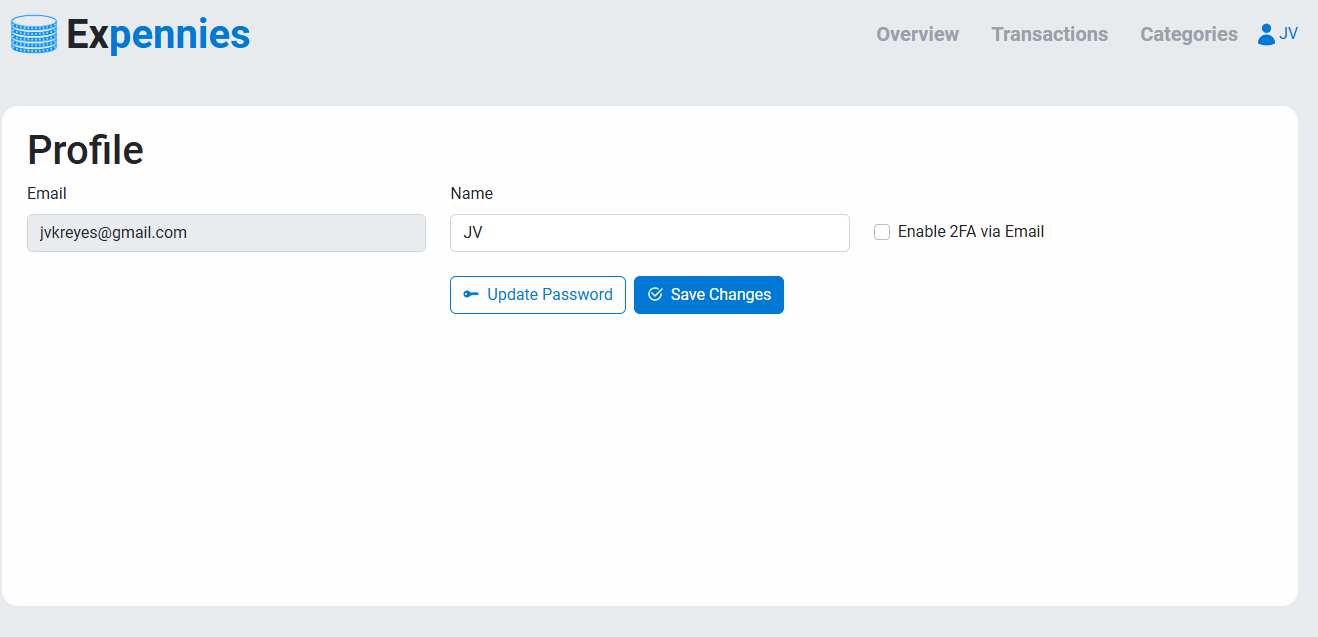 Expennies
Overview Transactions Categories JV
Profile
Email Name
jvkreyes@gmail.com JV Enable 2FA via Email
Update Password Save Changes